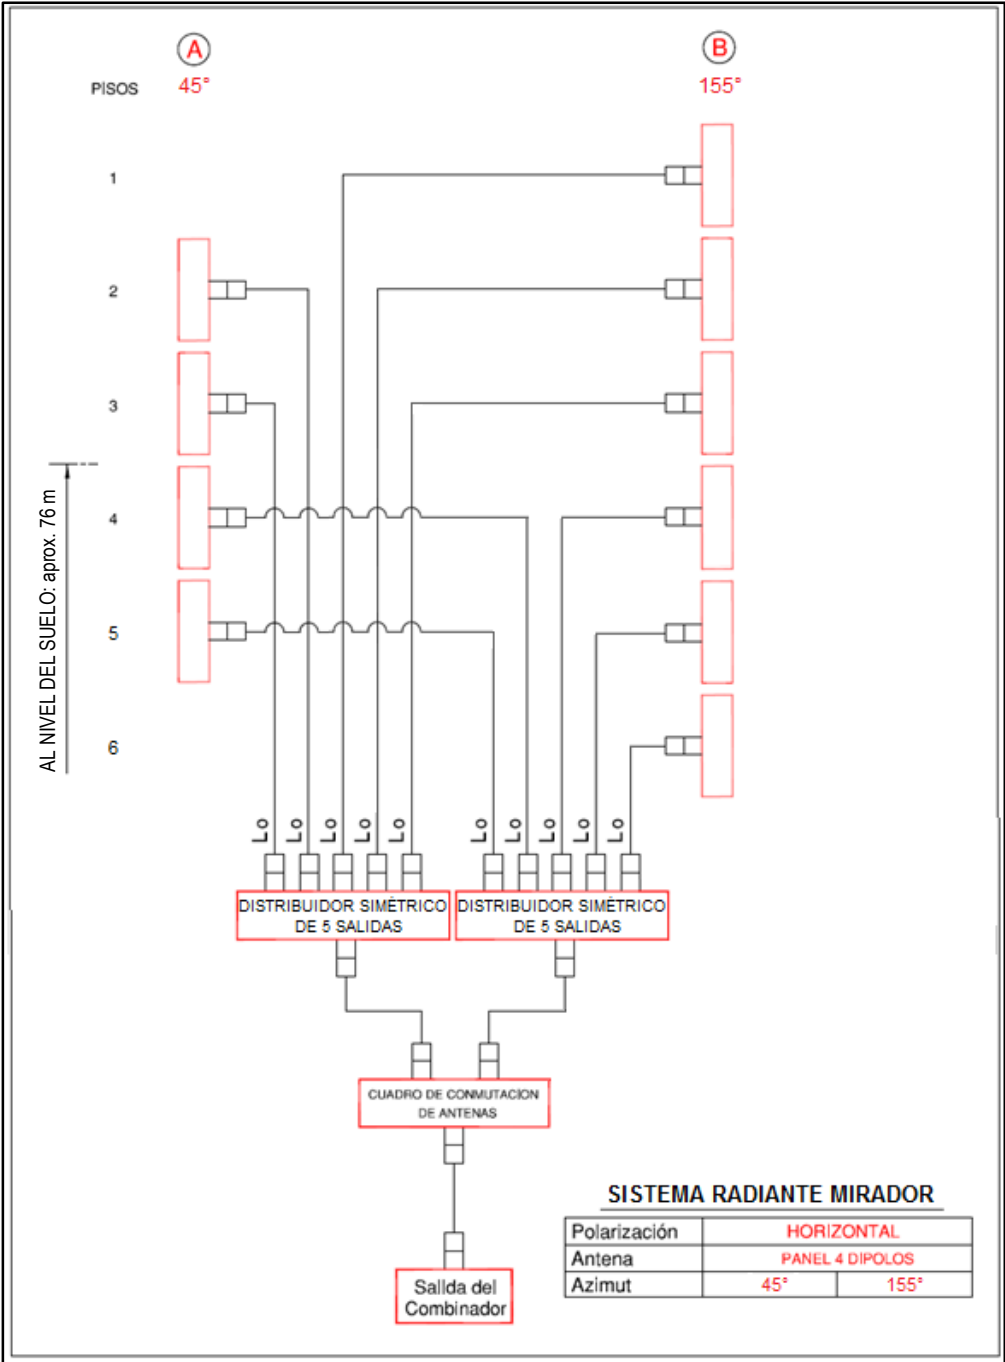 A
B
PISOS
45°
155°
1
2
3
4
5
6
AL NIVEL DEL SUELO: aprox. 76 m
Lo
Lo
Lo
Lo
Lo
Lo
Lo
Lo
Lo
Lo
DISTRIBUIDOR SIMÉTRICO
DE 5 SALIDAS
DISTRIBUIDOR SIMÉTRICO
DE 5 SALIDAS
CUADRO DE CONMUTACION
DE ANTENAS
Salida del
Combinador
SISTEMA RADIANTE MIRADOR
Polarización HORIZONTAL
Antena PANEL 4 DIPOLOS
Azimut 45° 155°